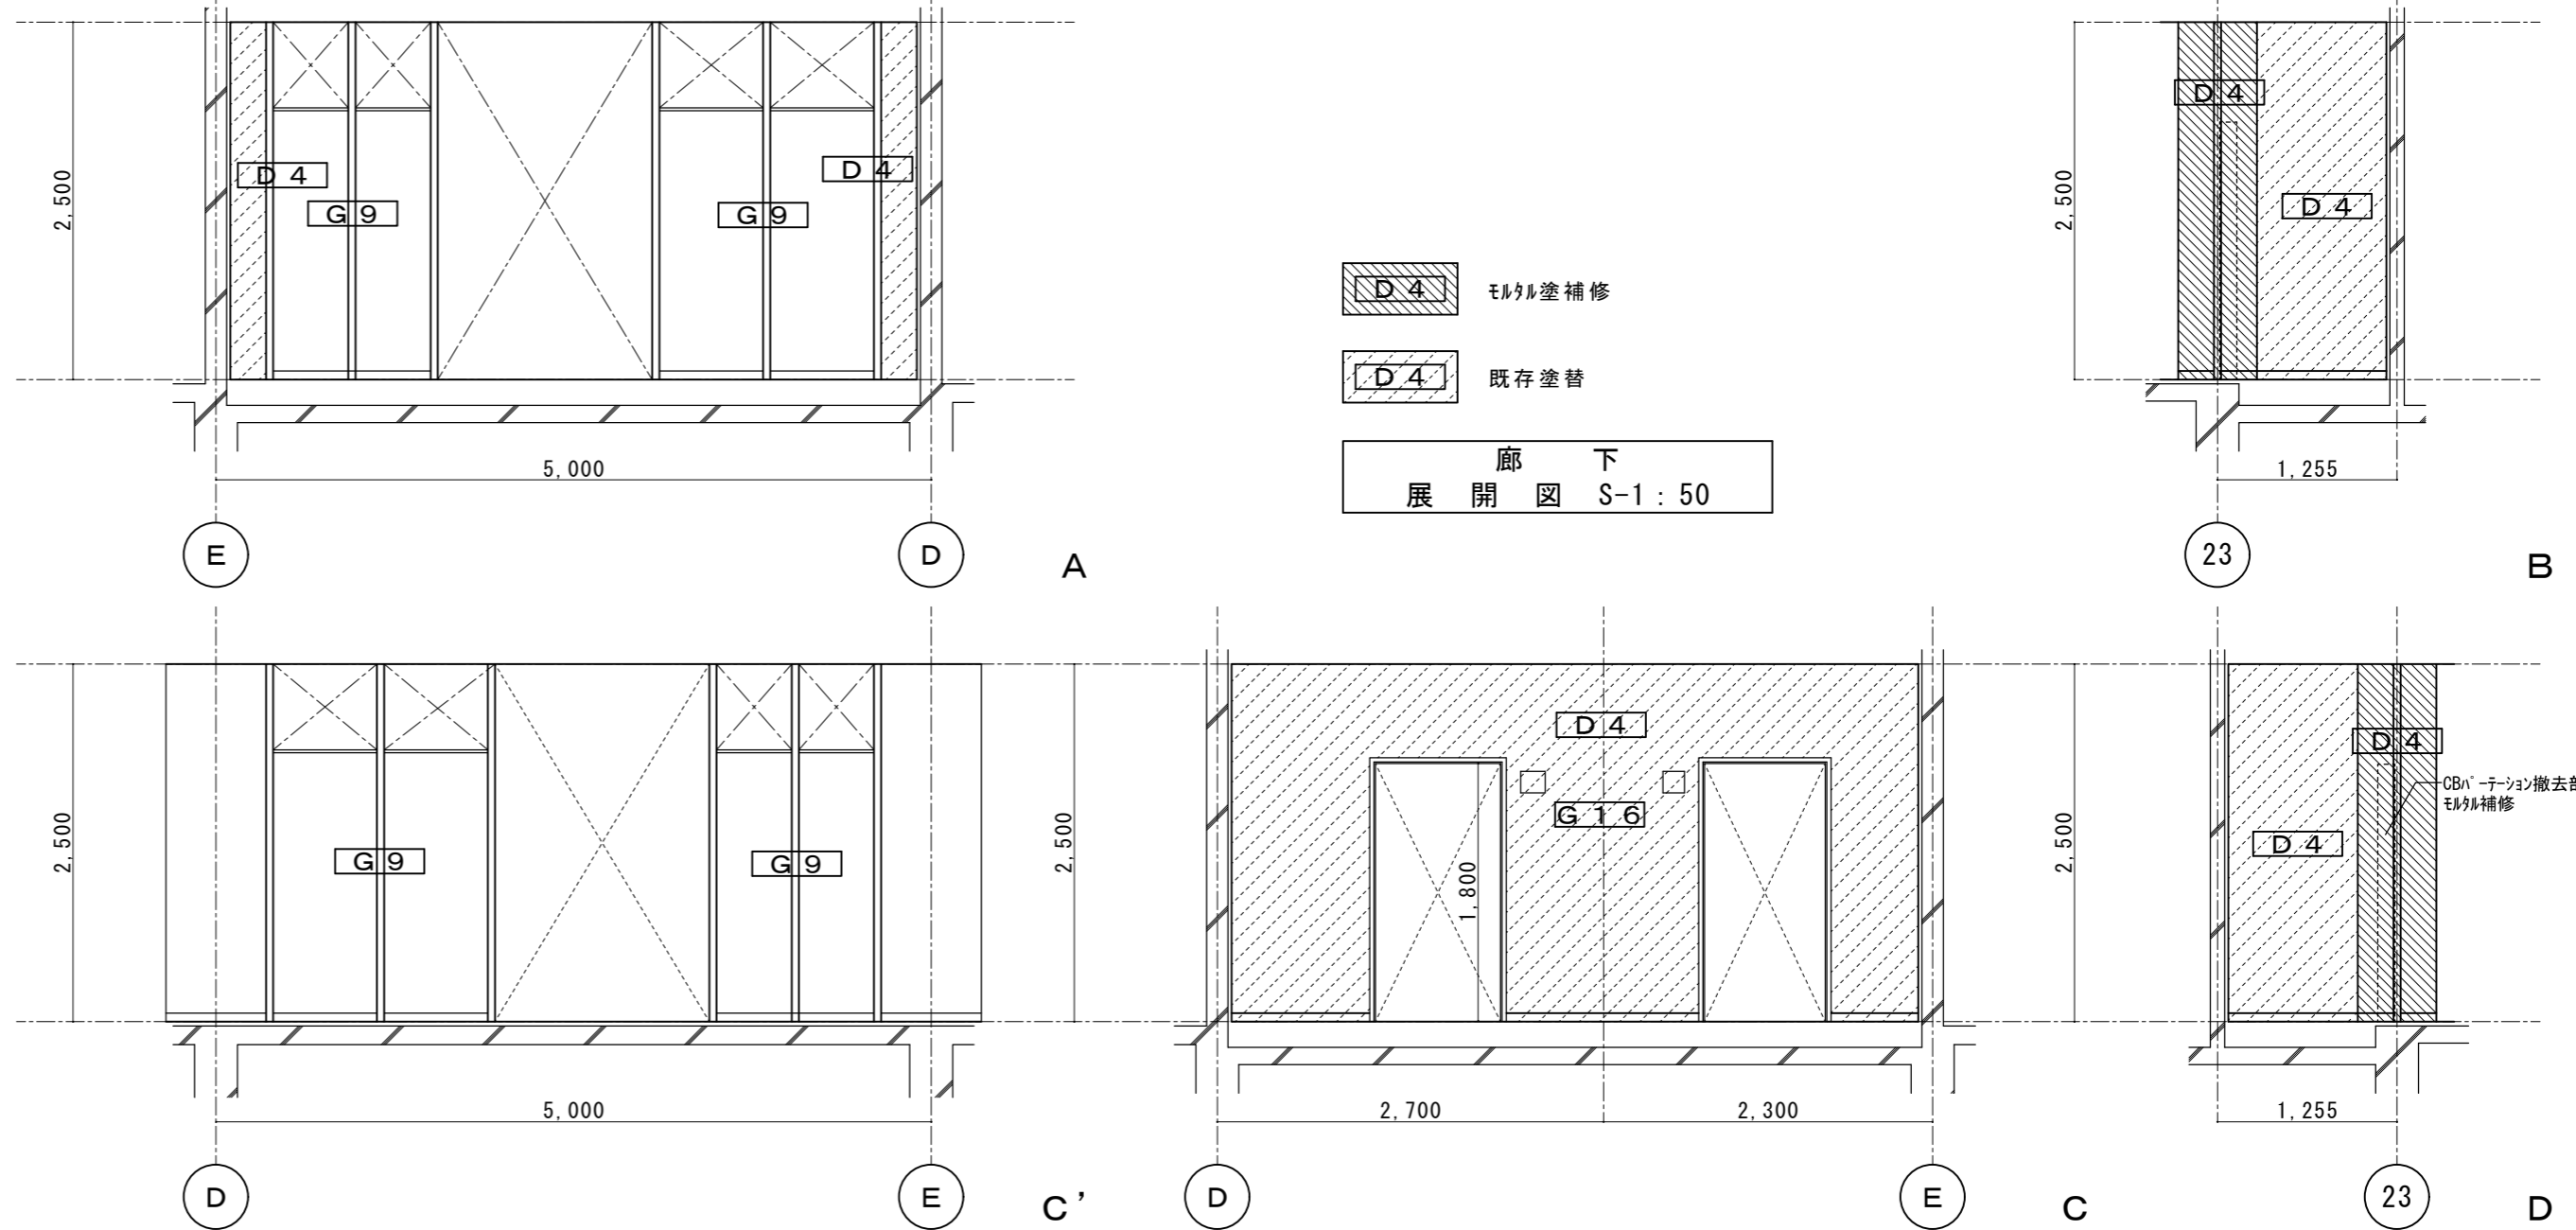 2,500
D4
G9
G9
D4
5,000
E
D
A
D4
モルタル塗補修
D4
既存塗替
廊 下
展 開 図 S-1:50
2,500
D4
D4
1,255
23
B
2,500
G9
G9
5,000
D
E
C'
2,500
D4
G16
1,800
2,700
2,300
D
E
C
2,500
D4
D4
CBパーテーション撤去部
モルタル補修
1,255
23
D